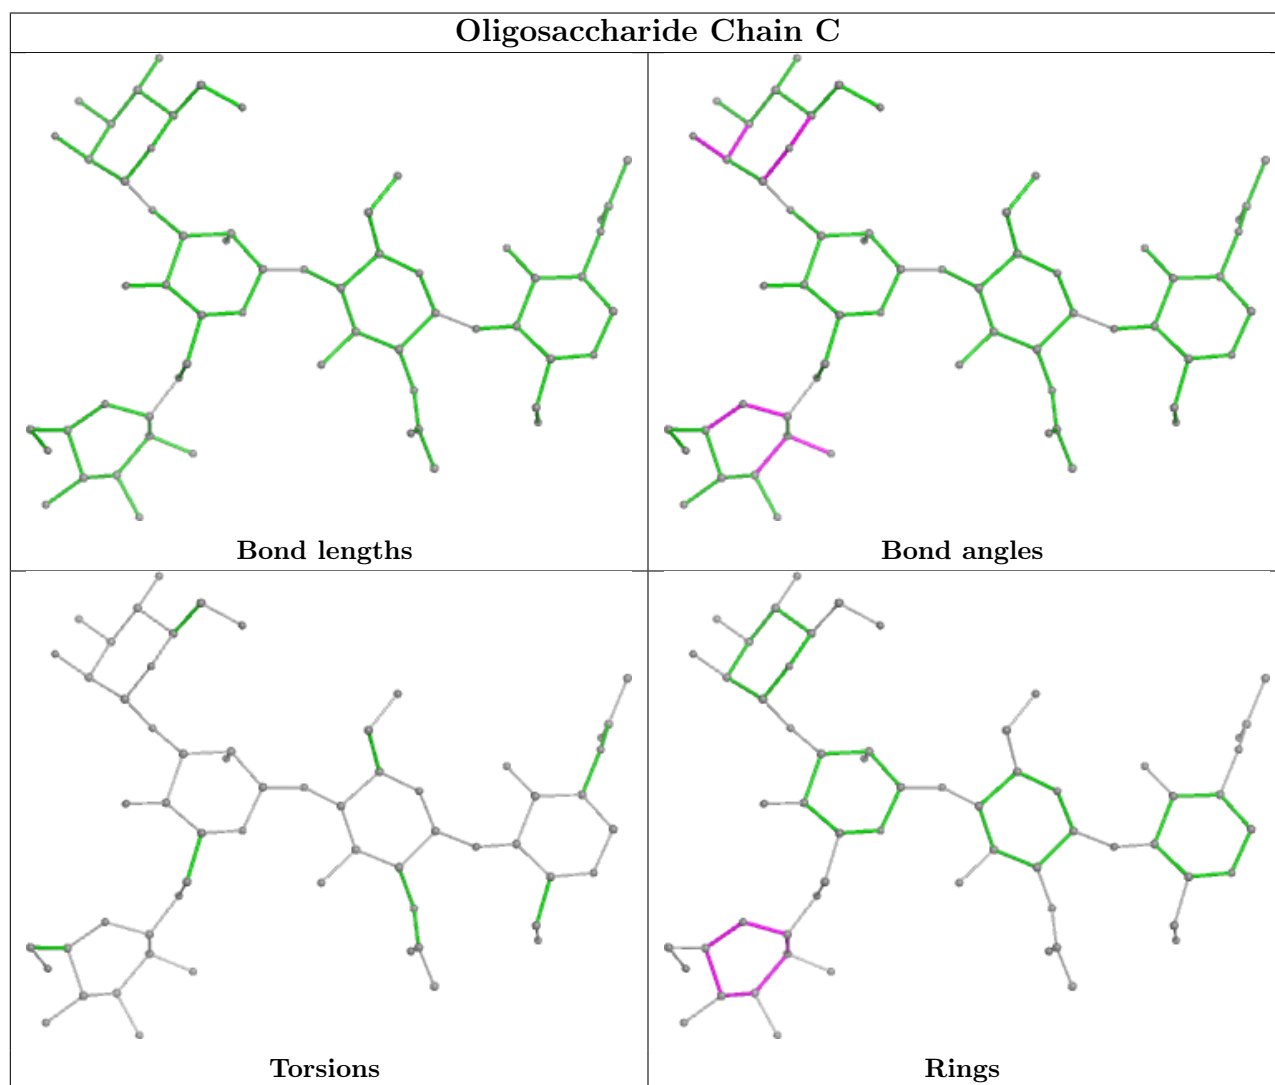 Oligosaccharide Chain C
Bond lengths
Bond angles
Torsions
Rings